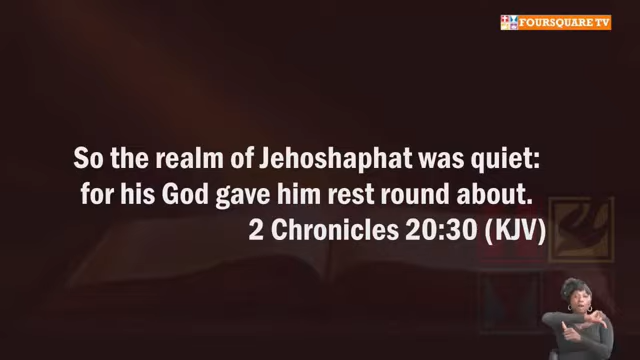 FOURSQUARE TV
So the realm of Jehoshaphat was quiet:
for his God gave him rest round about.
2 Chronicles 20:30 (KJV)